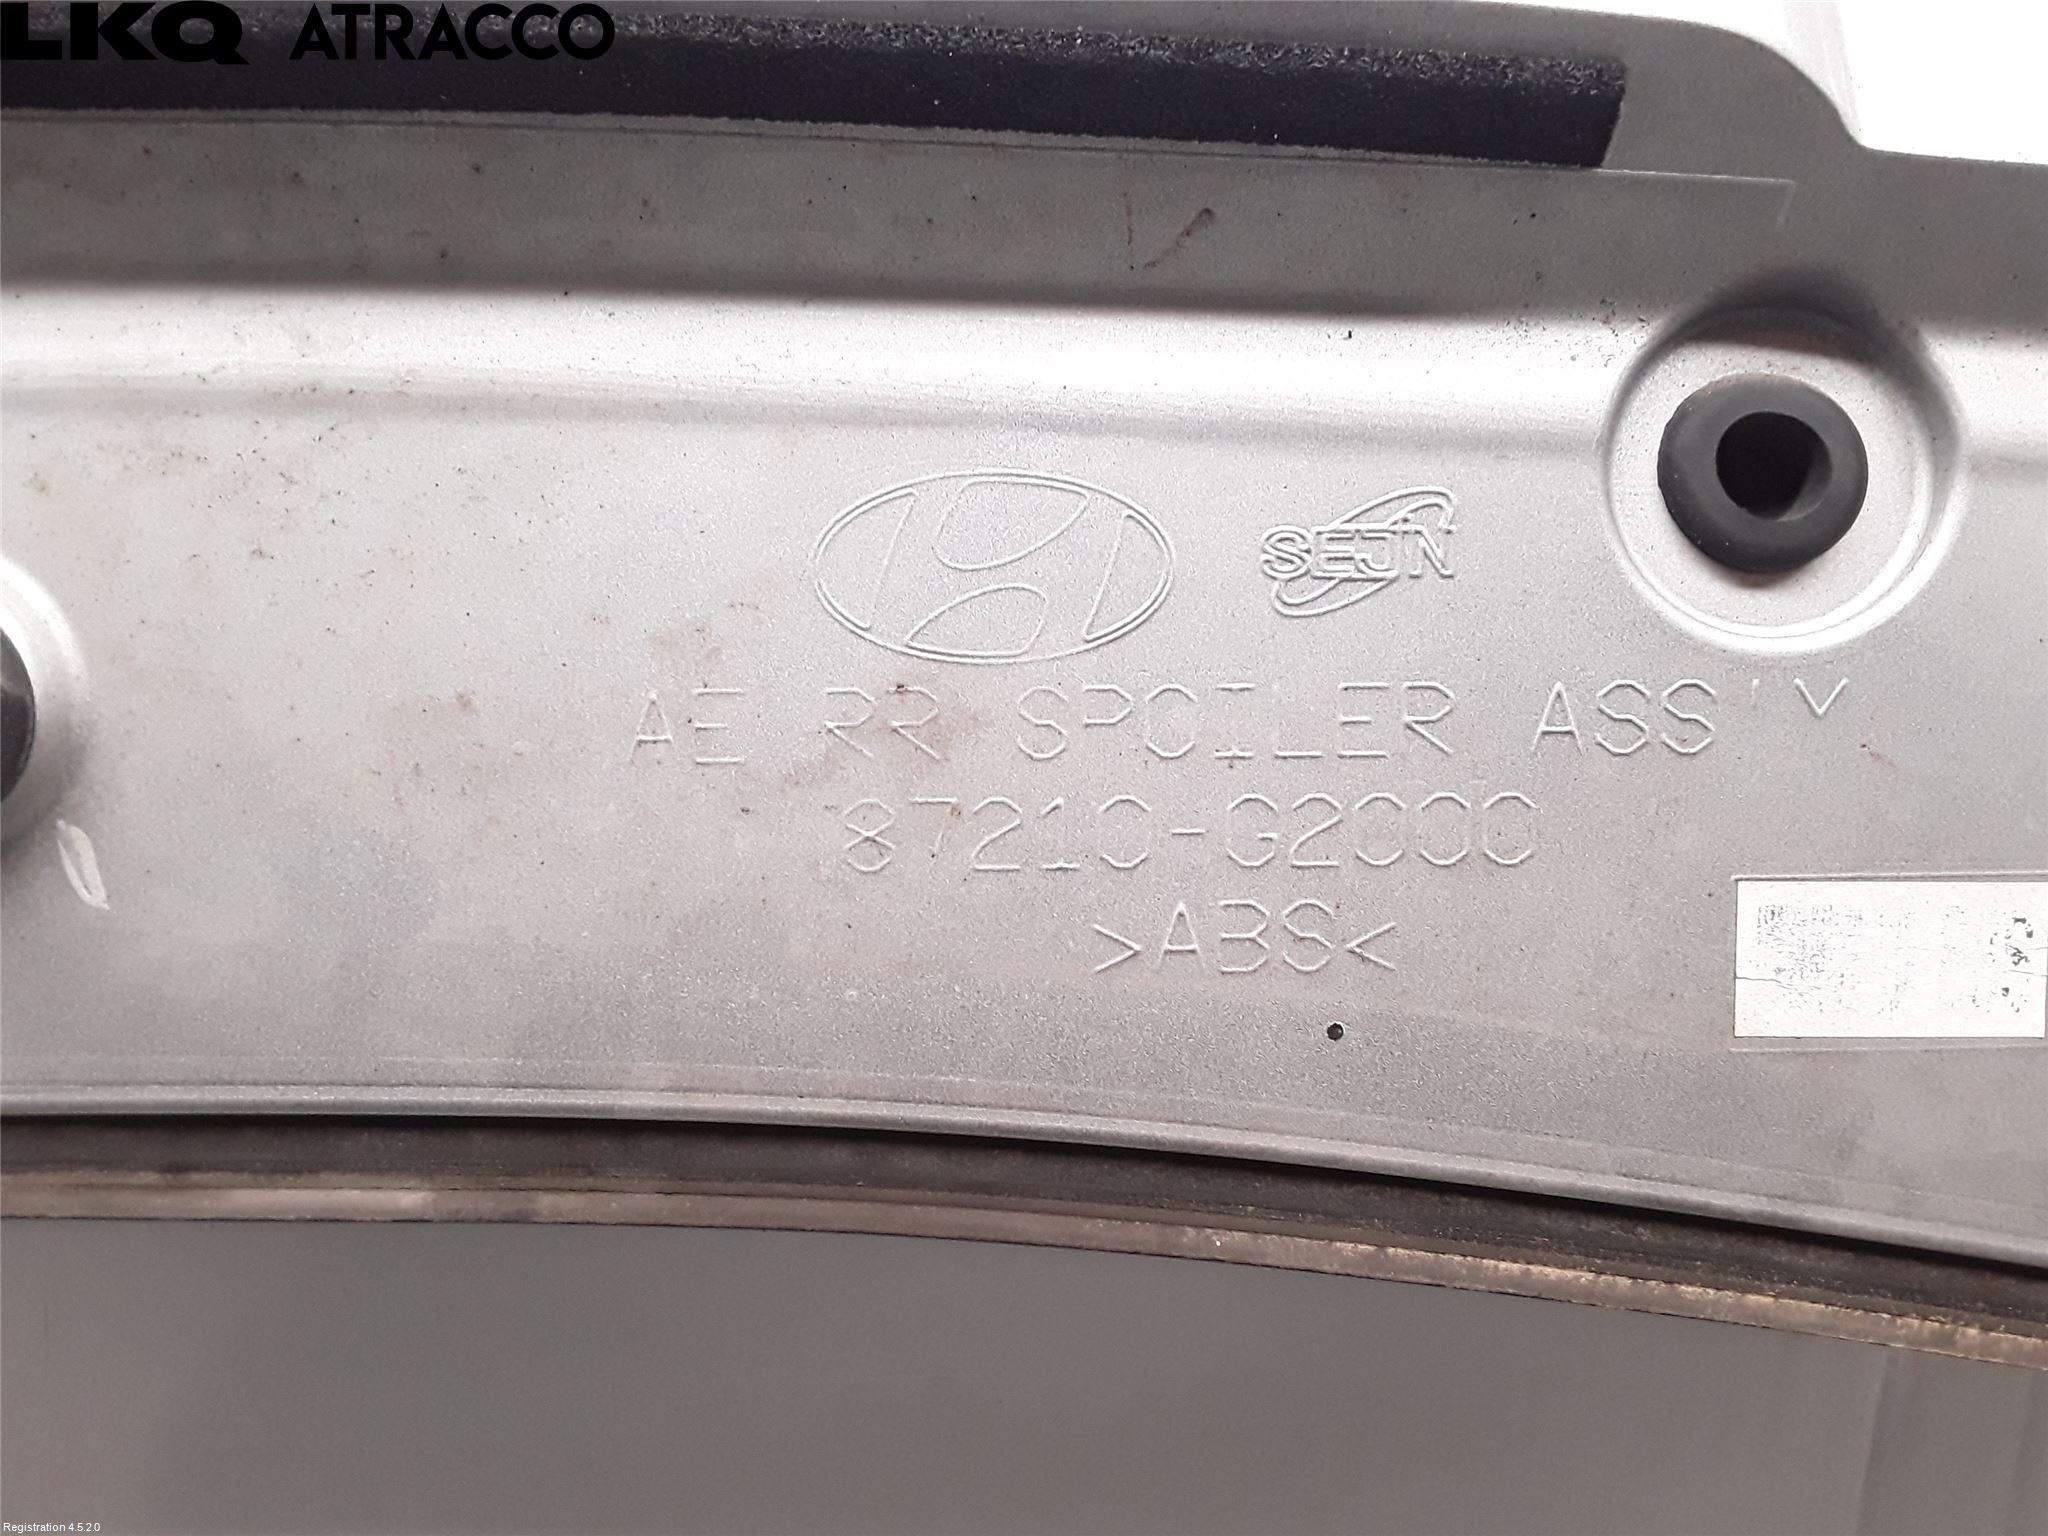 LKQ ATRACCO
SEJN
AE RR SPOILER ASS'Y
87210-G2000
>ABS<
Registration 4.5.2.0